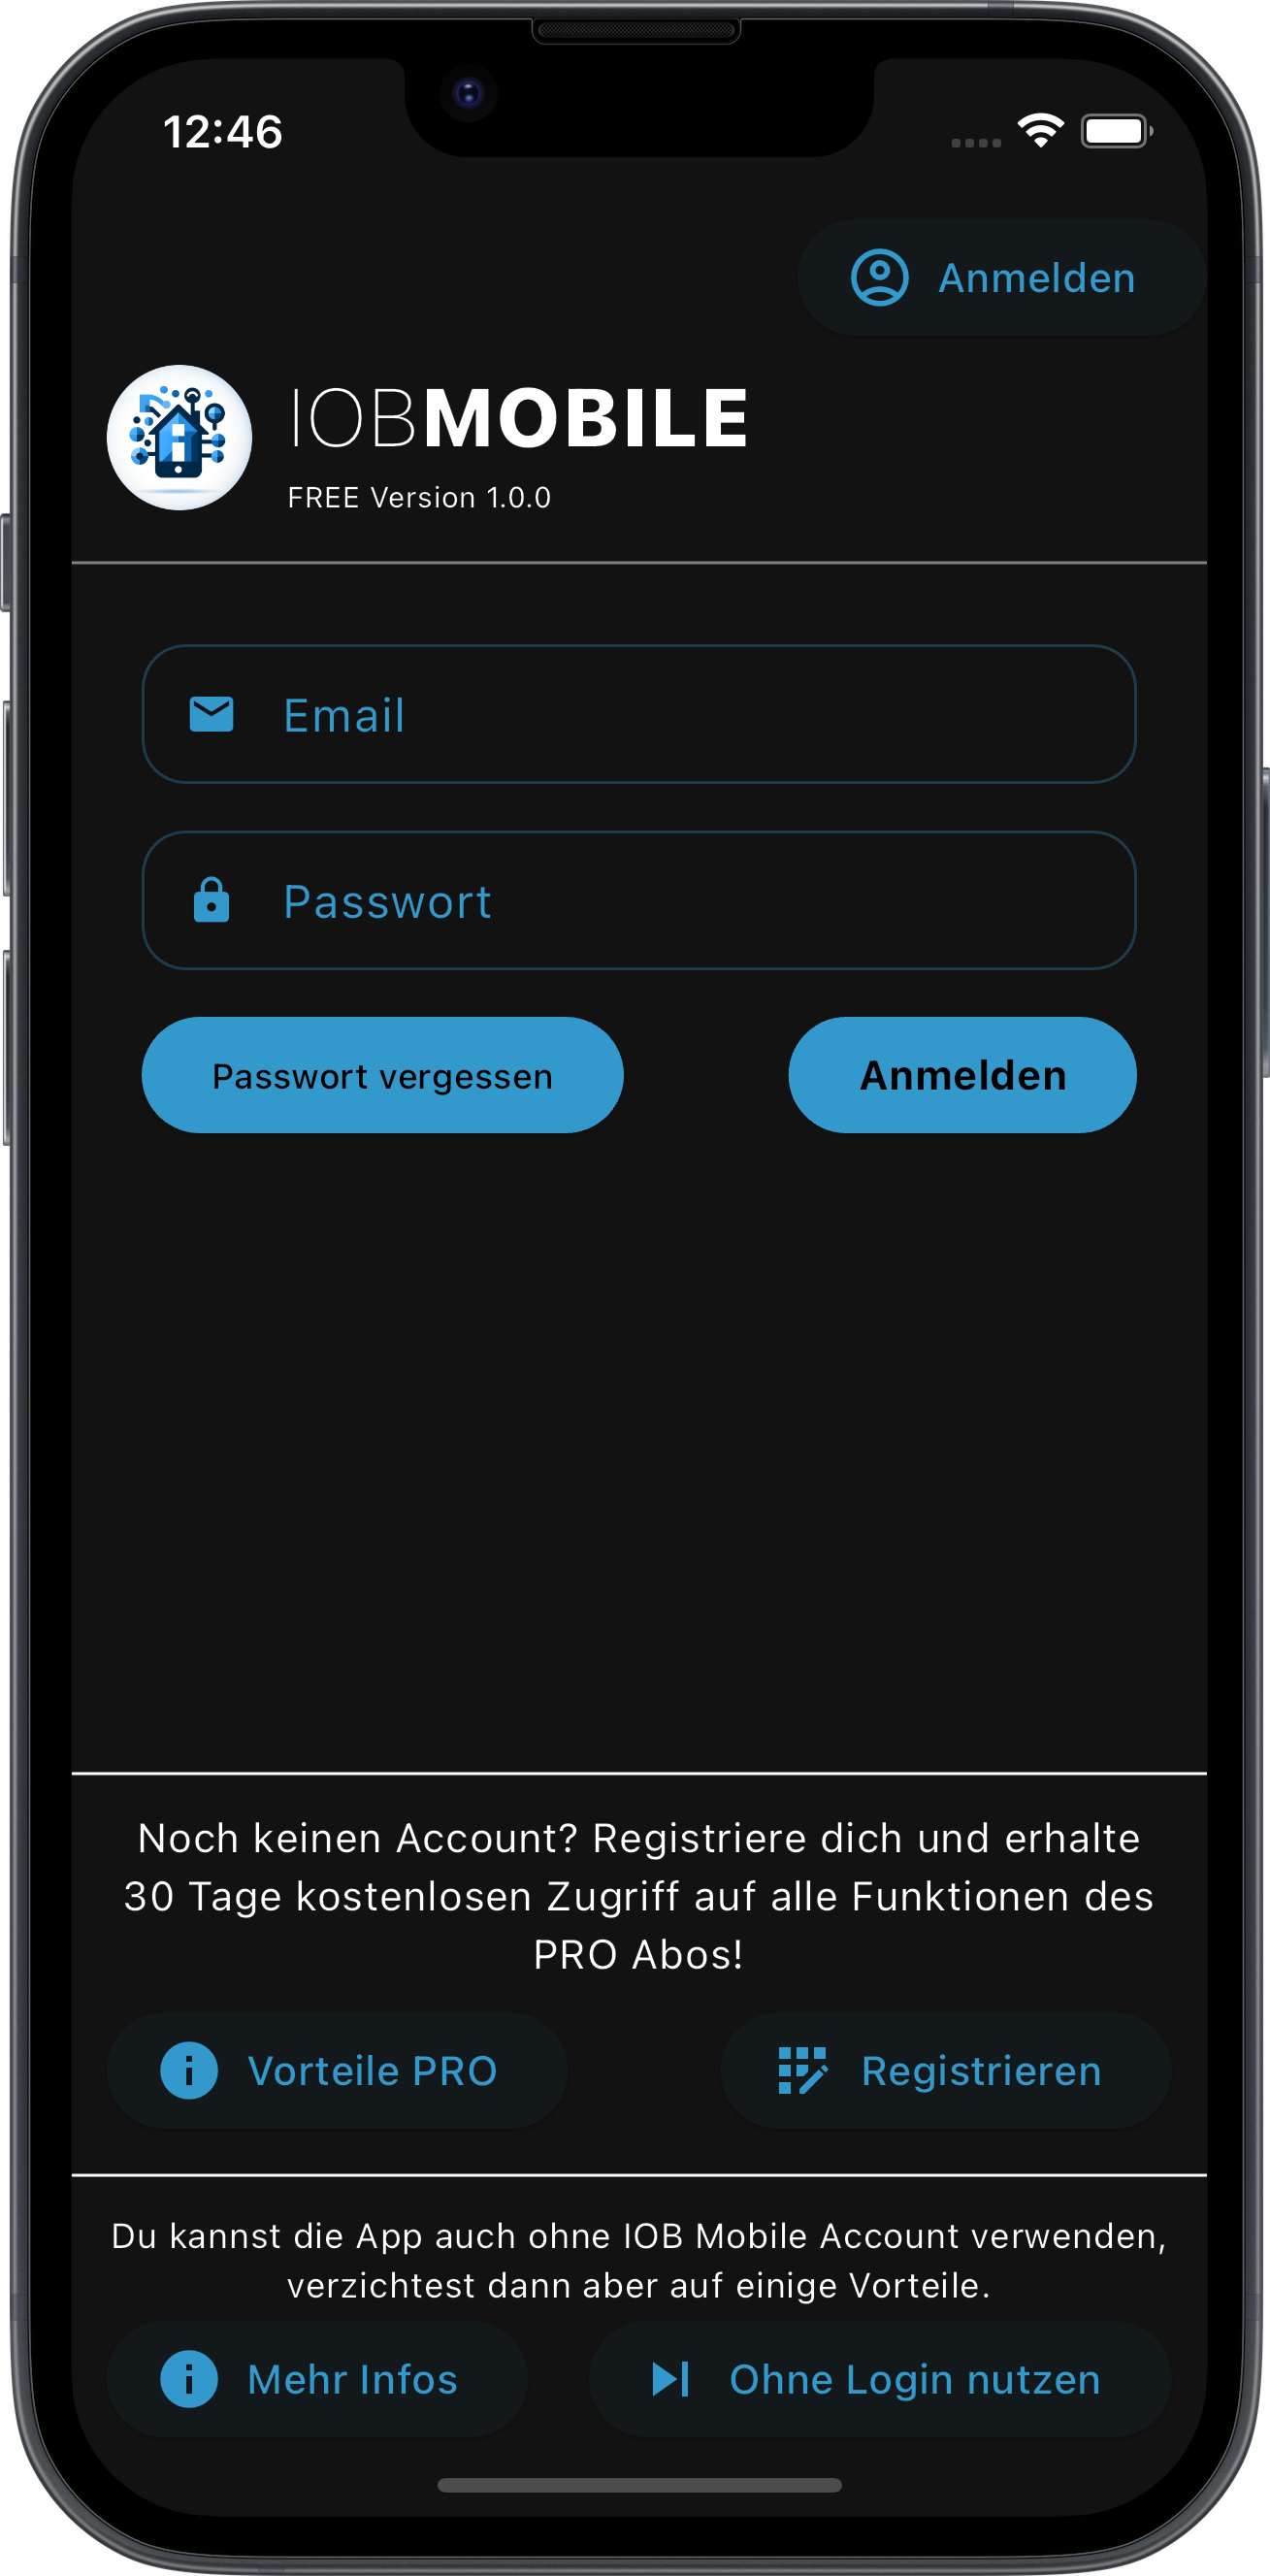 12:46
Anmelden
IOBMOBILE
FREE Version 1.0.0
Email
Passwort
Passwort vergessen
Anmelden
Noch keinen Account? Registriere dich und erhalte
30 Tage kostenlosen Zugriff auf alle Funktionen des
PRO Abos!
Vorteile PRO
Registrieren
Du kannst die App auch ohne IOB Mobile Account verwenden,
verzichtest dann aber auf einige Vorteile.
Mehr Infos
Ohne Login nutzen